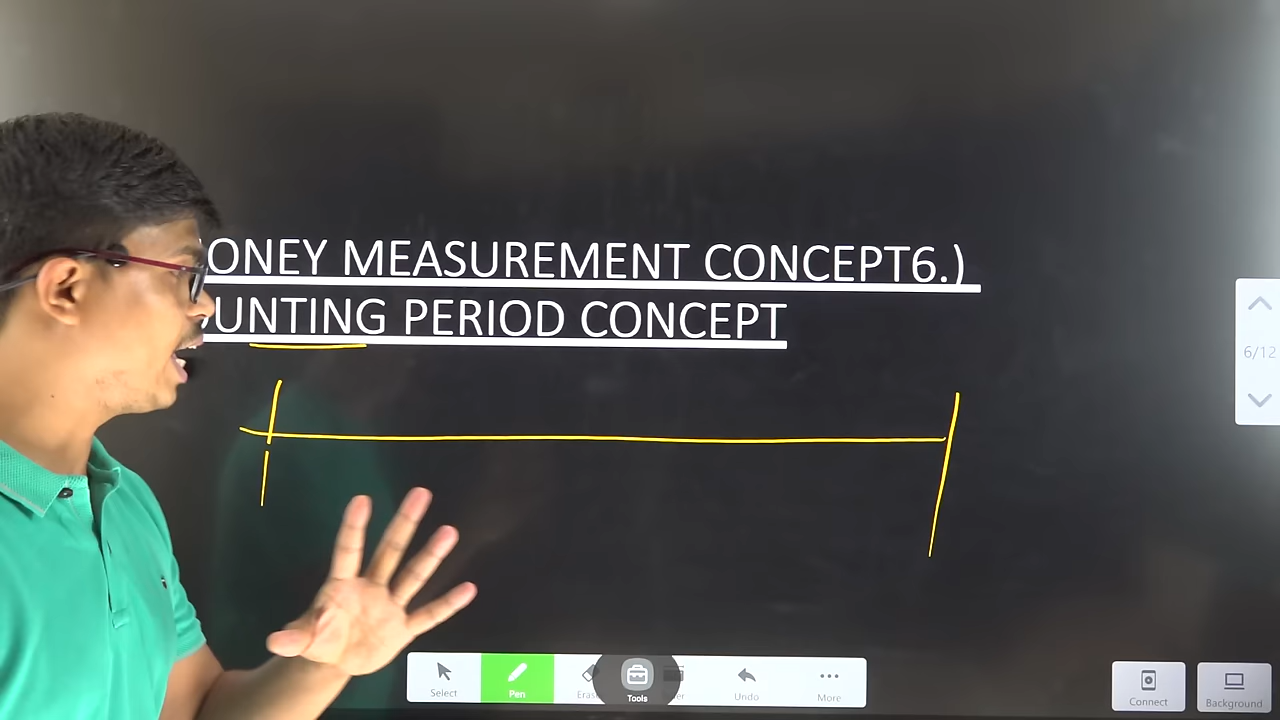 ONEY MEASUREMENT CONCEPT6.)
UNTING PERIOD CONCEPT
6/12
Select
Pen
Tools
Undo
More
Connect
Background